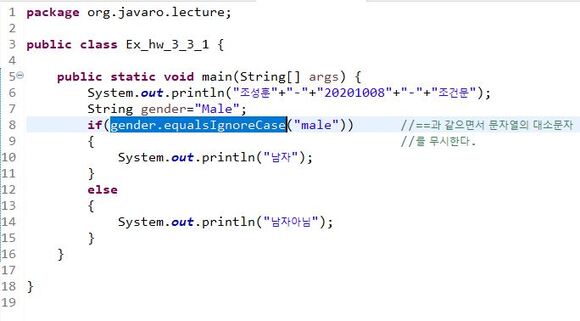 1 package org.javaro.lecture;
2
3 public class Ex_hw_3_3_1 {
4
5 public static void main(String[] args) {
6 System.out.println("조성훈"+"-"+"20201008"+"-"+"조건문");
7 String gender="Male";
8 if(gender.equalsIgnoreCase("male")) //==과 같으면서 문자열의 대소문자
9 { //를 무시한다.
10 System.out.println("남자");
11 }
12 else
13 {
14 System.out.println("남자아님");
15 }
16 }
17
18 }
19